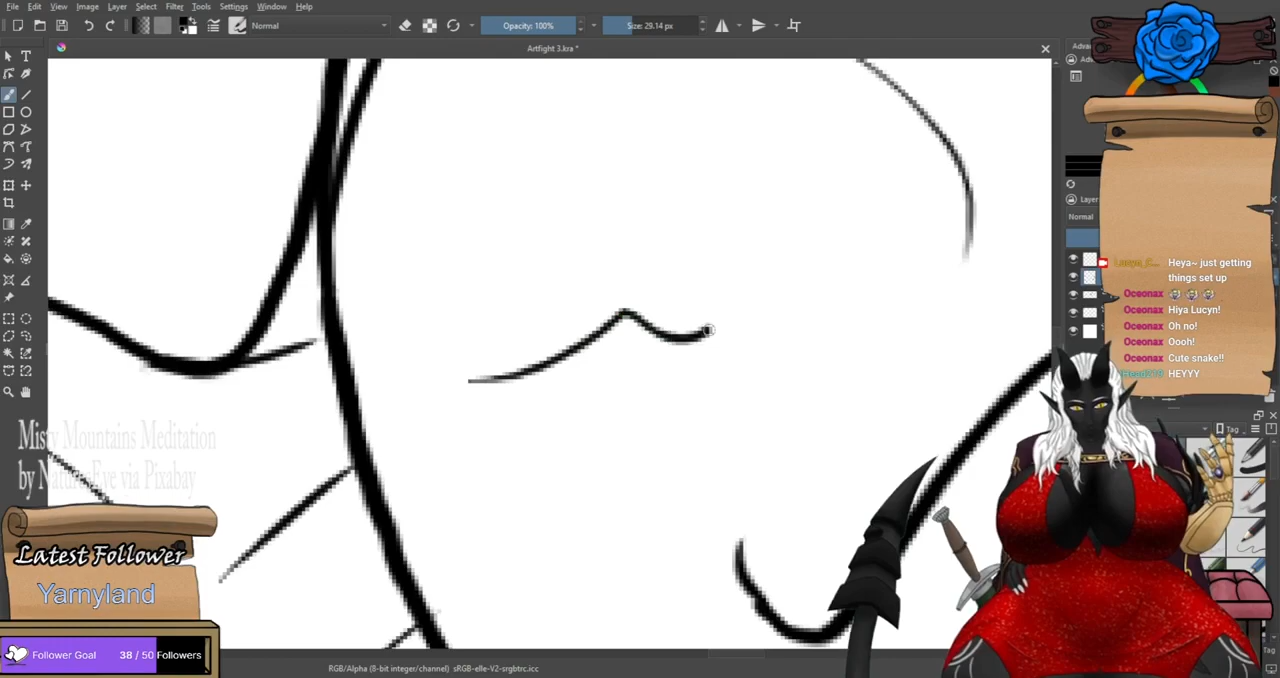 File Edit View Image Layer Select Filter Tools Settings Window Help
Normal
Opacity: 100%
Size: 29.14 px
Artfight 3.kra *
Normal
Heya~ just getting
things set up
Oceonax
Oceonax Hiya Lucyn!
Oceonax Oh no!
Oceonax Oooh!
Oceonax Cute snake!!
HEYYY
Tag
Misty Mountains Meditation
by NaturesEye via Pixabay
Latest Follower
Yarnyland
Follower Goal 38 / 50 Followers
RGB/Alpha (8-bit integer/channel) sRGB-elle-V2-srgbtrc.icc
Tag